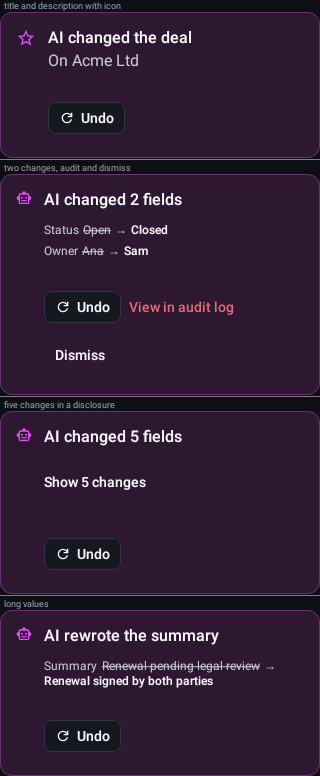 title and description with icon
AI changed the deal
On Acme Ltd
Undo
two changes, audit and dismiss
AI changed 2 fields
Status Open → Closed
Owner Ana → Sam
Undo View in audit log
Dismiss
five changes in a disclosure
AI changed 5 fields
Show 5 changes
Undo
long values
AI rewrote the summary
Summary Renewal pending legal review →
Renewal signed by both parties
Undo